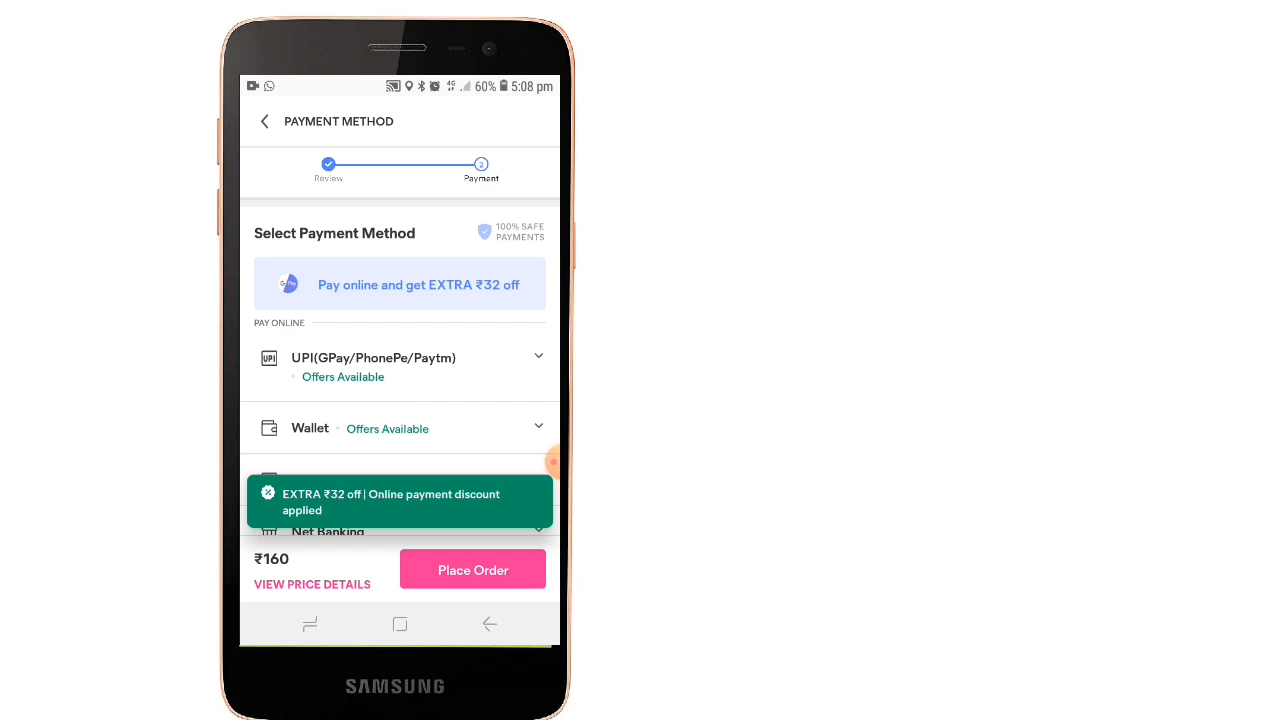 60% 5:08 pm
PAYMENT METHOD
2
Review Payment
Select Payment Method
100% SAFE
PAYMENTS
Pay online and get EXTRA ₹32 off
PAY ONLINE
UPI UPI(GPay/PhonePe/Paytm)
Offers Available
Wallet Offers Available
EXTRA ₹32 off | Online payment discount
applied
Net Banking
₹160
VIEW PRICE DETAILS
Place Order
SAMSUNG